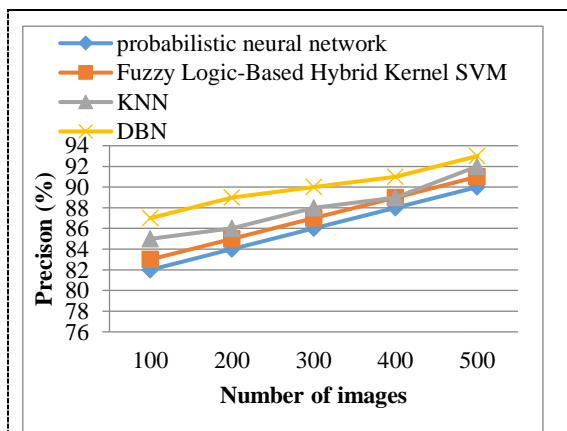 probabilistic neural network
Fuzzy Logic-Based Hybrid Kernel SVM
KNN
DBN
94
92
90
88
86
84
82
80
78
76
Precison (%)
100 200 300 400 500
Number of images